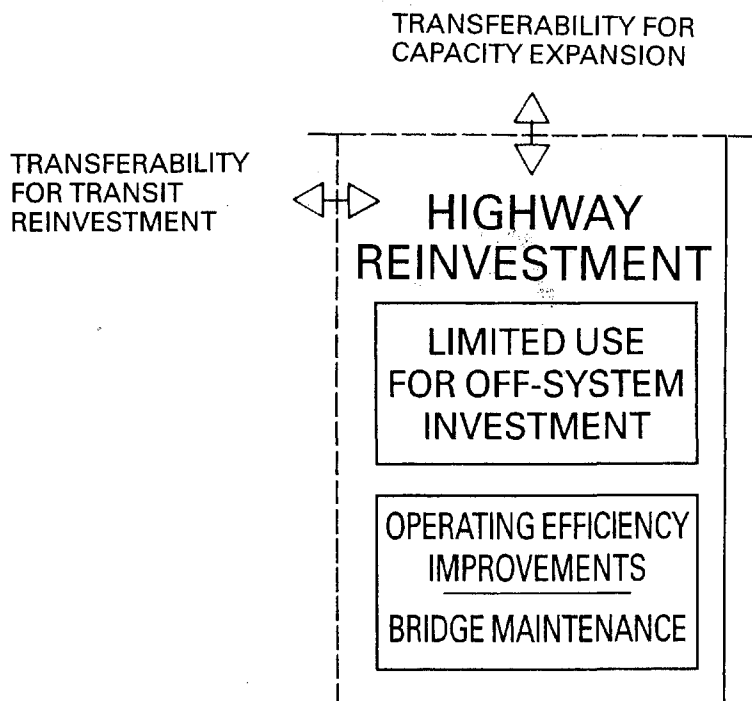 TRANSFERABILITY FOR
CAPACITY EXPANSION
TRANSFERABILITY
FOR TRANSIT
REINVESTMENT
HIGHWAY
REINVESTMENT
LIMITED USE
FOR OFF-SYSTEM
INVESTMENT
OPERATING EFFICIENCY
IMPROVEMENTS
BRIDGE MAINTENANCE